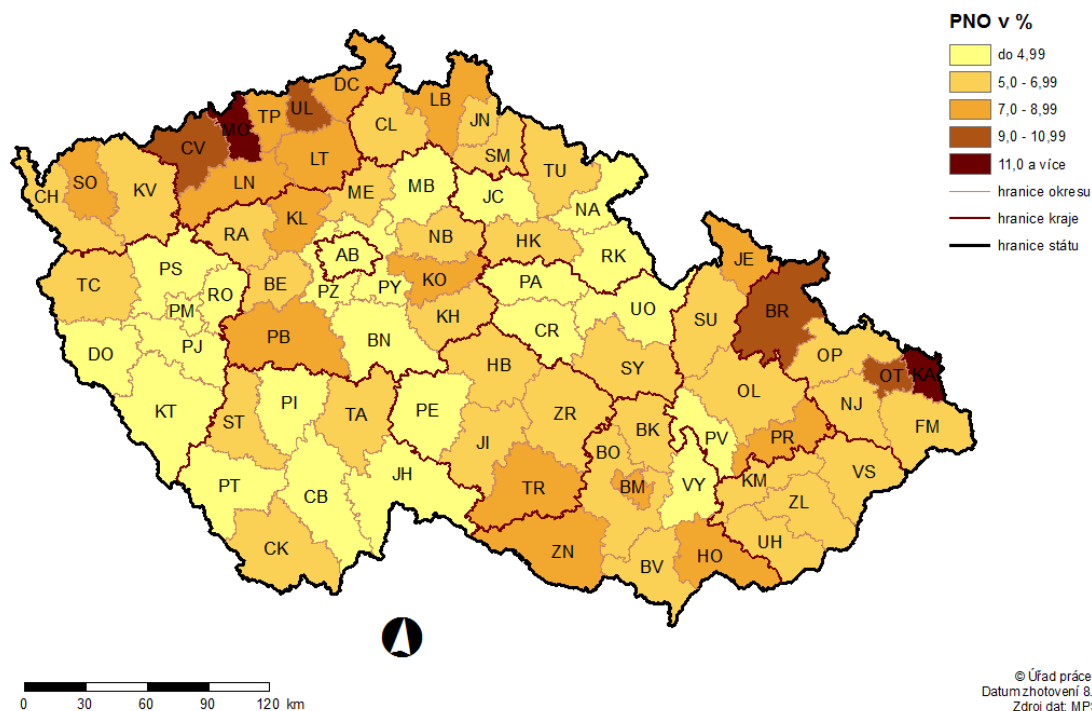 PNO v %
do 4,99
5,0 - 6,99
7,0 - 8,99
9,0 - 10,99
11,0 a více
hranice okresu
hranice kraje
hranice státu
DC
UL
TP
MO
LB
JN
CL
CV
LT
SM
SO
KV
CH
LN
ME
MB
TU
JC
NA
KL
RA
NB
HK
AB
RK
JE
TC
PS
RO
BE
PZ
PY
KO
PA
PM
KH
UO
SU
BR
DO
PJ
PB
BN
CR
OP
HB
SY
OT
KA
KT
PI
TA
PE
ZR
OL
NJ
ST
FM
JI
BK
PV
PR
BO
VS
PT
CB
JH
TR
BM
VY
KM
ZL
CK
ZN
BV
HO
UH
0 30 60 90 120 km
© Úřad práce
Datum zhotovení 8.
Zdroj dat: MP